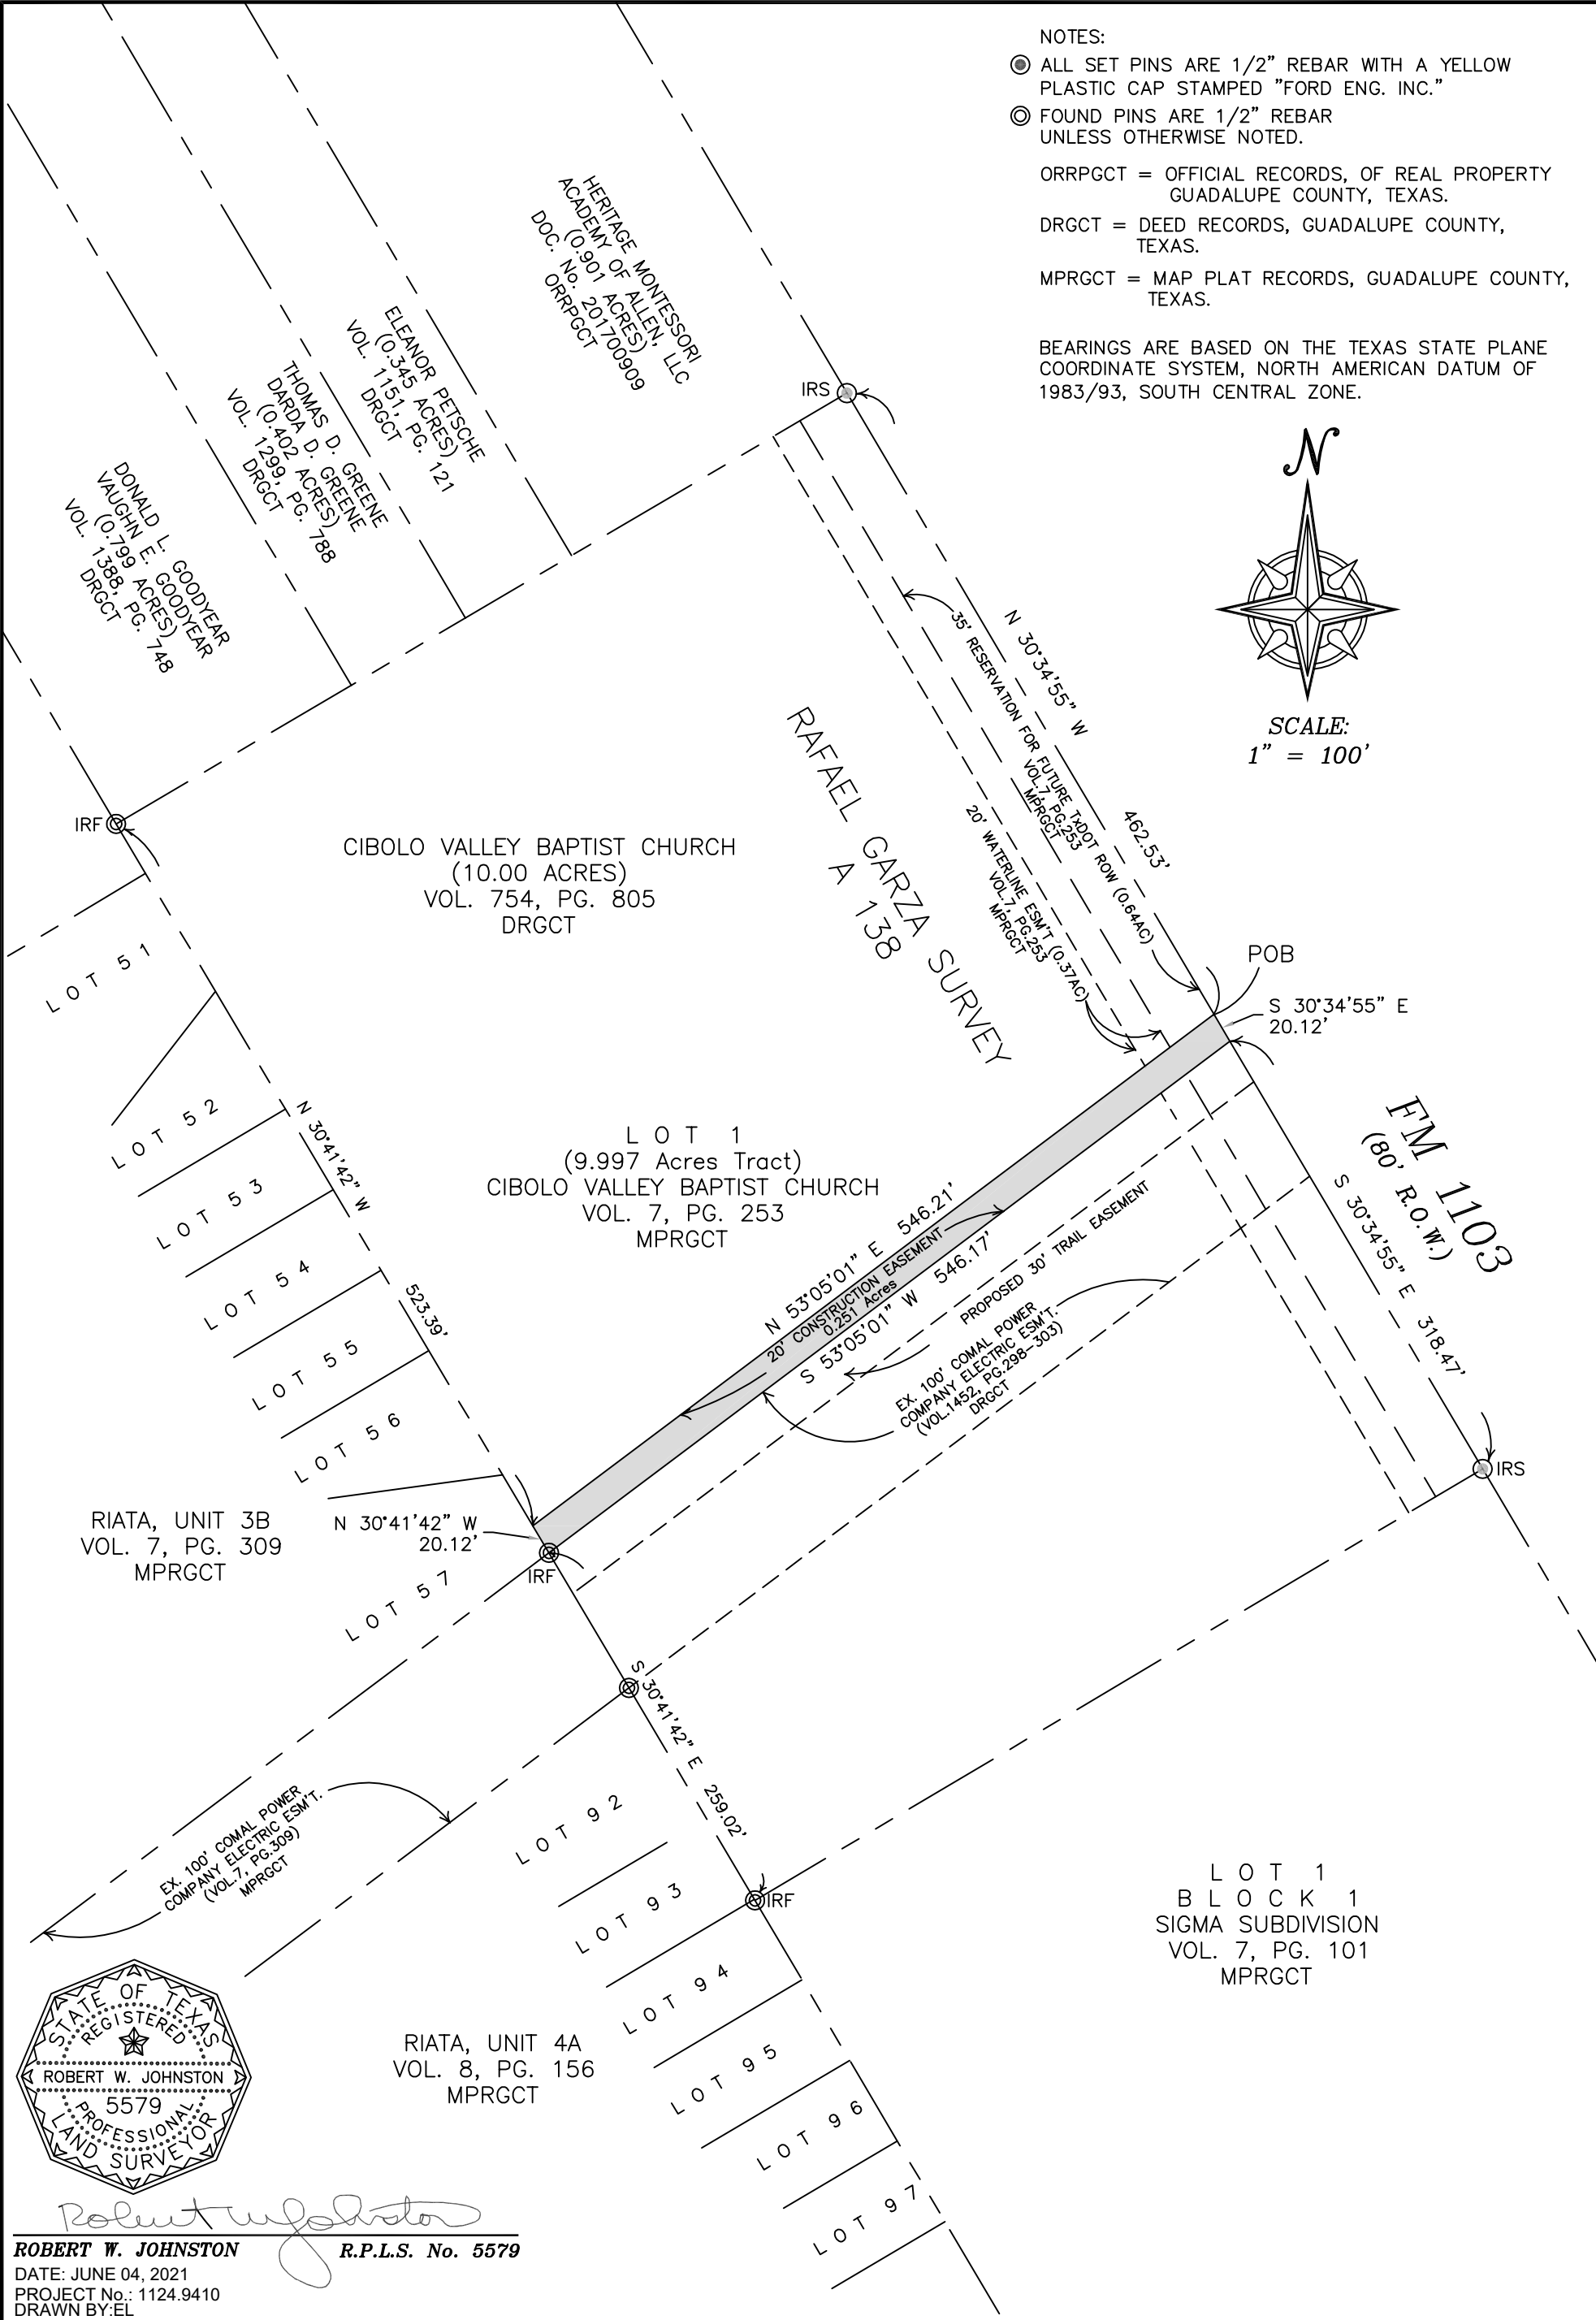 NOTES:
ALL SET PINS ARE 1/2" REBAR WITH A YELLOW
PLASTIC CAP STAMPED "FORD ENG. INC."
FOUND PINS ARE 1/2" REBAR
UNLESS OTHERWISE NOTED.
ORRPGCT = OFFICIAL RECORDS, OF REAL PROPERTY
GUADALUPE COUNTY, TEXAS.
DRGCT = DEED RECORDS, GUADALUPE COUNTY,
TEXAS.
MPRGCT = MAP PLAT RECORDS, GUADALUPE COUNTY,
TEXAS.
BEARINGS ARE BASED ON THE TEXAS STATE PLANE
COORDINATE SYSTEM, NORTH AMERICAN DATUM OF
1983/93, SOUTH CENTRAL ZONE.
N
SCALE:
1" = 100'
HERITAGE MONTESSORI
ACADEMY OF ALLEN, LLC
(0.901 ACRES)
DOC. No. 201700909
ORRPGCT
ELEANOR PETSCHE
(0.345 ACRES)
VOL. 1151, PG. 121
DRGCT
THOMAS D. GREENE
DARDA D. GREENE
(0.402 ACRES)
VOL. 1299, PG. 788
DRGCT
DONALD L. GOODYEAR
VAUGHN E. GOODYEAR
(0.799 ACRES)
VOL. 1388, PG. 748
DRGCT
IRS
IRF
CIBOLO VALLEY BAPTIST CHURCH
(10.00 ACRES)
VOL. 754, PG. 805
DRGCT
RAFAEL GARZA SURVEY
A 138
N 30°34'55" W
462.53'
35' RESERVATION FOR FUTURE TxDOT ROW (0.64AC)
VOL.7, PG.253
MPRGCT
20' WATERLINE ESM'T (0.37AC)
VOL.7, PG.253
MPRGCT
POB
S 30°34'55" E
20.12'
FM 1103
(80' R.O.W.)
S 30°34'55" E 318.47'
IRS
LOT 51
LOT 52
LOT 53
LOT 54
LOT 55
LOT 56
LOT 57
N 30°41'42" W
523.39'
LOT 1
(9.997 Acres Tract)
CIBOLO VALLEY BAPTIST CHURCH
VOL. 7, PG. 253
MPRGCT
N 53°05'01" E 546.21'
20' CONSTRUCTION EASEMENT
0.251 Acres
S 53°05'01" W 546.17'
PROPOSED 30' TRAIL EASEMENT
EX. 100' COMAL POWER
COMPANY ELECTRIC ESM'T.
(VOL.1452, PG.298-303)
DRGCT
RIATA, UNIT 3B
VOL. 7, PG. 309
MPRGCT
N 30°41'42" W
20.12'
IRF
S 30°41'42" E 259.02'
EX. 100' COMAL POWER
COMPANY ELECTRIC ESM'T.
(VOL.7, PG.309)
MPRGCT
LOT 92
LOT 93
IRF
LOT 94
LOT 95
LOT 96
LOT 97
RIATA, UNIT 4A
VOL. 8, PG. 156
MPRGCT
LOT 1
BLOCK 1
SIGMA SUBDIVISION
VOL. 7, PG. 101
MPRGCT
STATE OF TEXAS
REGISTERED
ROBERT W. JOHNSTON
5579
PROFESSIONAL
LAND SURVEYOR
Robert W Johnston
ROBERT W. JOHNSTON R.P.L.S. No. 5579
DATE: JUNE 04, 2021
PROJECT No.: 1124.9410
DRAWN BY:EL